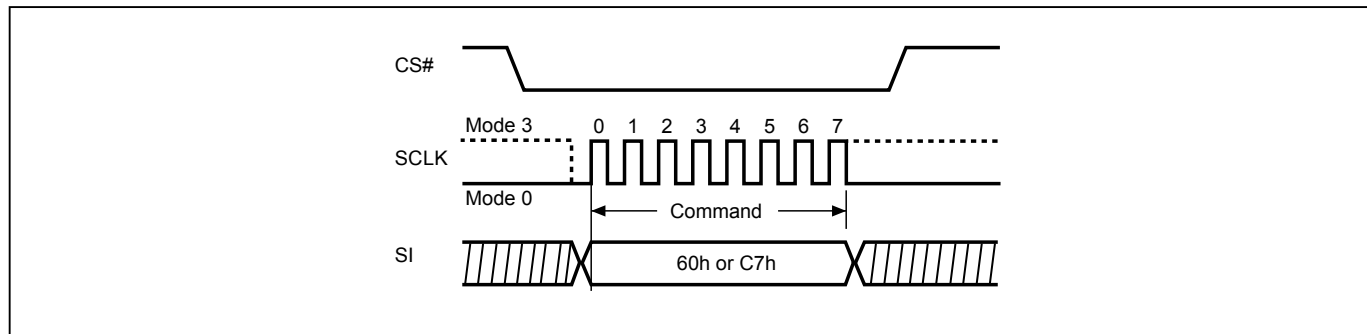 CS#
Mode 3
0 1 2 3 4 5 6 7
SCLK
Mode 0
Command
SI
60h or C7h